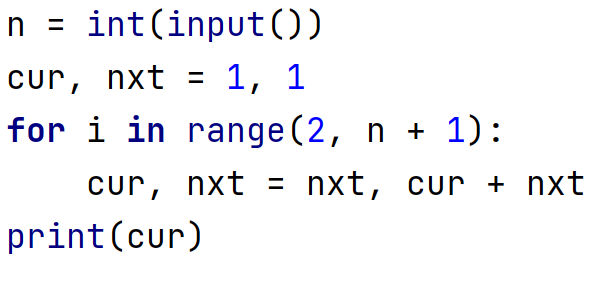 n = int(input())
cur, nxt = 1, 1
for i in range(2, n + 1):
    cur, nxt = nxt, cur + nxt
print(cur)